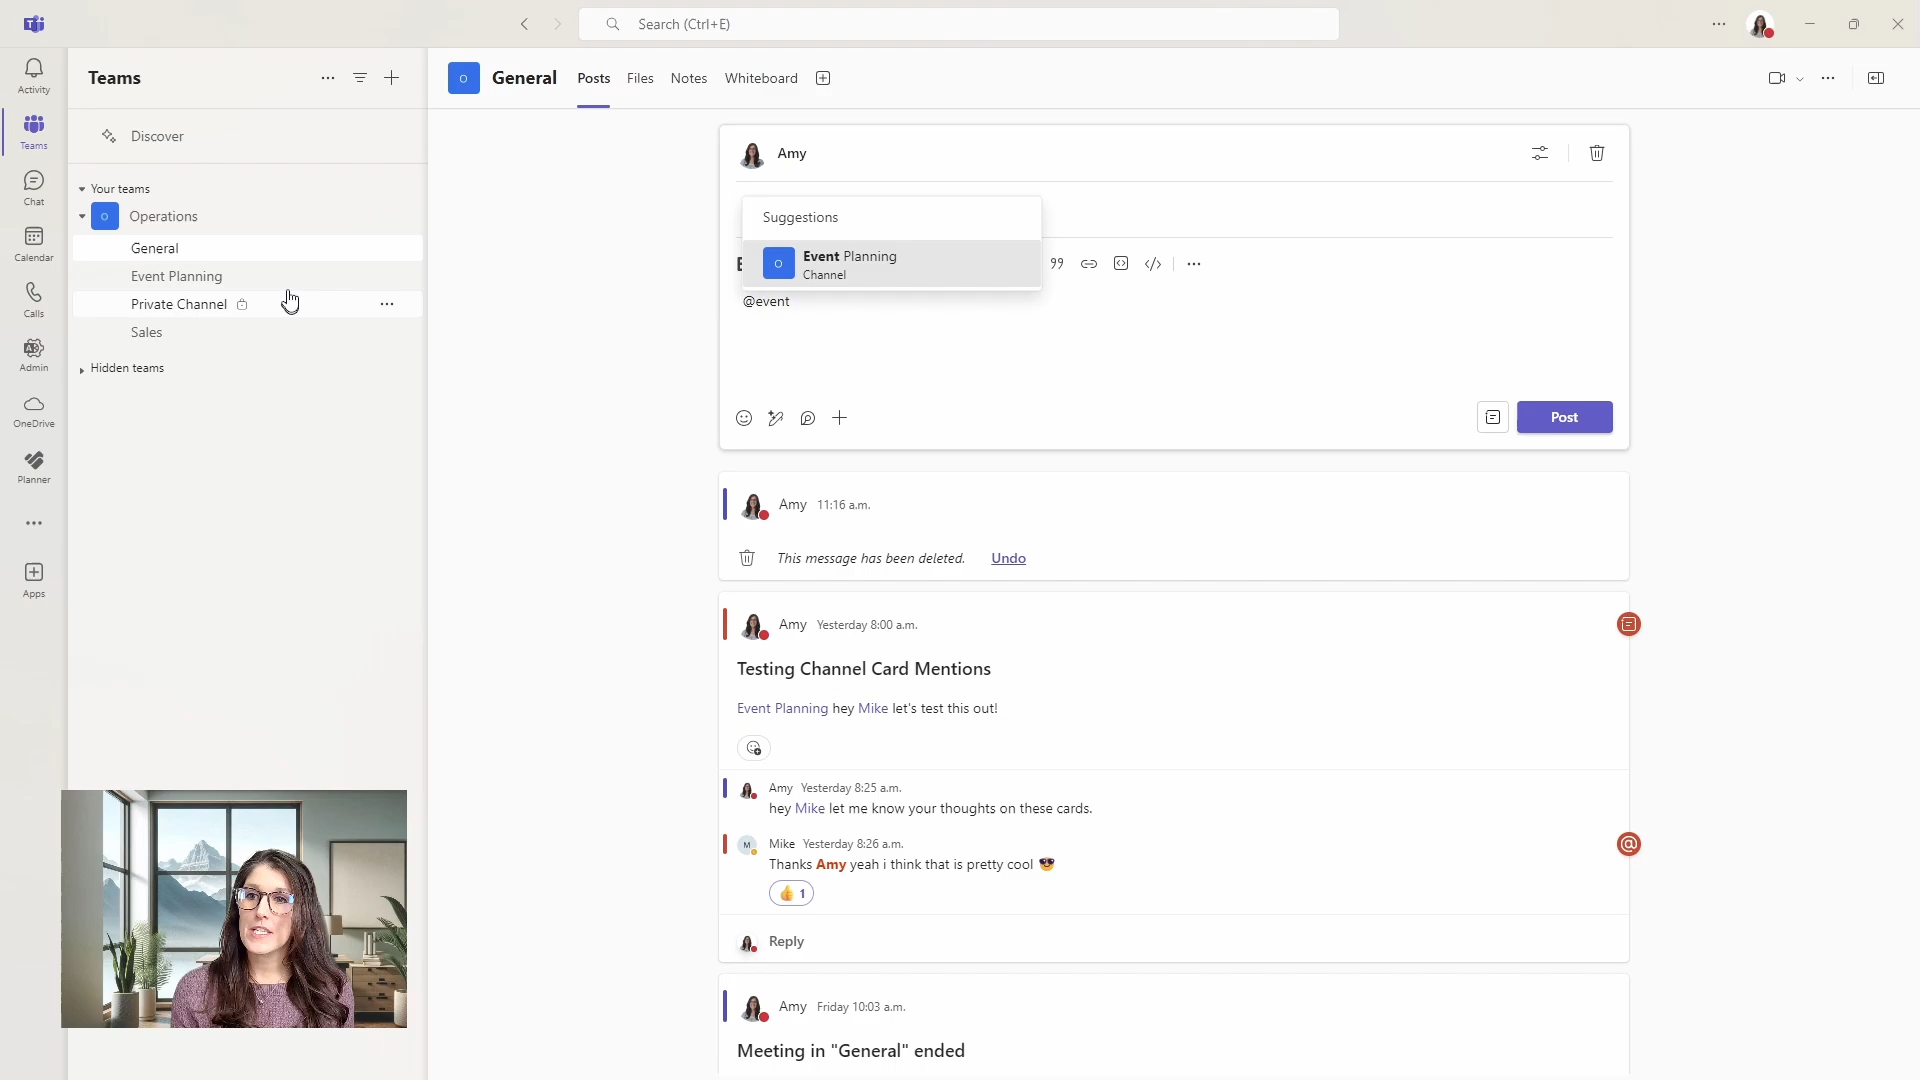 Search (Ctrl+E)
Activity
Teams
Chat
Calendar
Calls
Admin
OneDrive
Planner
Apps
Teams
Discover
Your teams
O Operations
General
Event Planning
Private Channel
Sales
Hidden teams
O General Posts Files Notes Whiteboard
Amy
Suggestions
O Event Planning
Channel
@event
Post
Amy 11:16 a.m.
This message has been deleted. Undo
Amy Yesterday 8:00 a.m.
Testing Channel Card Mentions
Event Planning hey Mike let's test this out!
Amy Yesterday 8:25 a.m.
hey Mike let me know your thoughts on these cards.
M Mike Yesterday 8:26 a.m.
Thanks Amy yeah i think that is pretty cool 😎
👍 1
Reply
Amy Friday 10:03 a.m.
Meeting in "General" ended